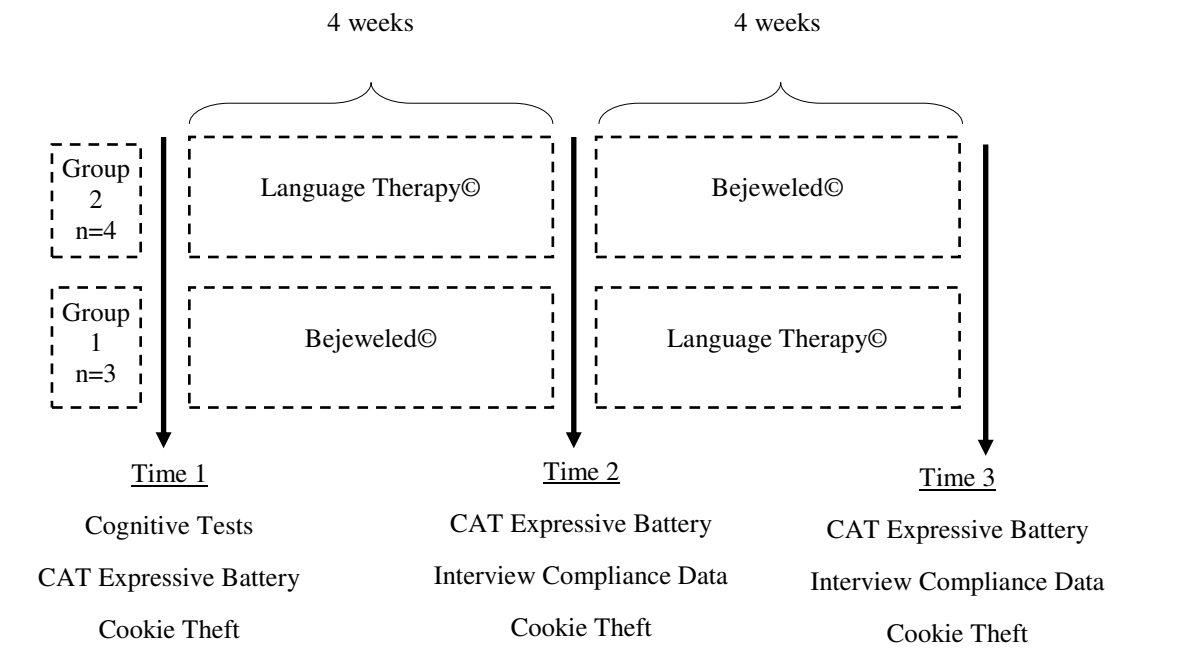 4 weeks
4 weeks
Group
2
n=4
Language Therapy©
Bejeweled©
Group
1
n=3
Bejeweled©
Language Therapy©
Time 1
Cognitive Tests
CAT Expressive Battery
Cookie Theft
Time 2
CAT Expressive Battery
Interview Compliance Data
Cookie Theft
Time 3
CAT Expressive Battery
Interview Compliance Data
Cookie Theft